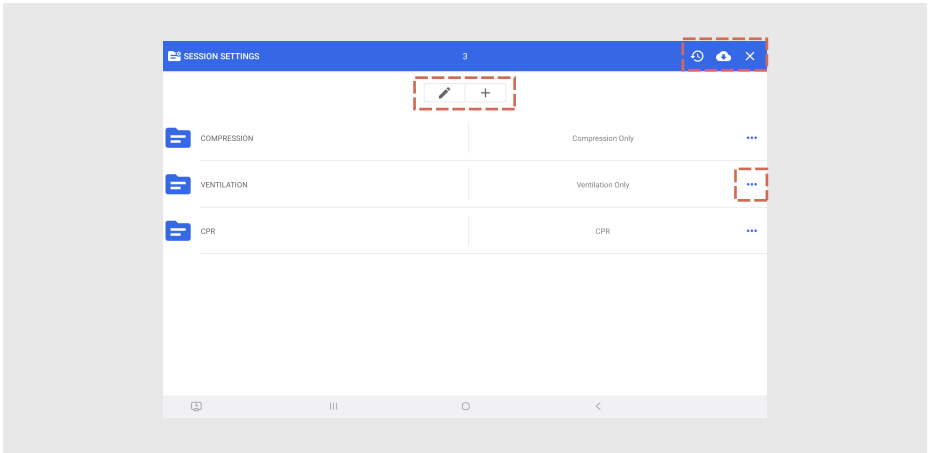 SESSION SETTINGS 3
COMPRESSION Compression Only
VENTILATION Ventilation Only
CPR CPR